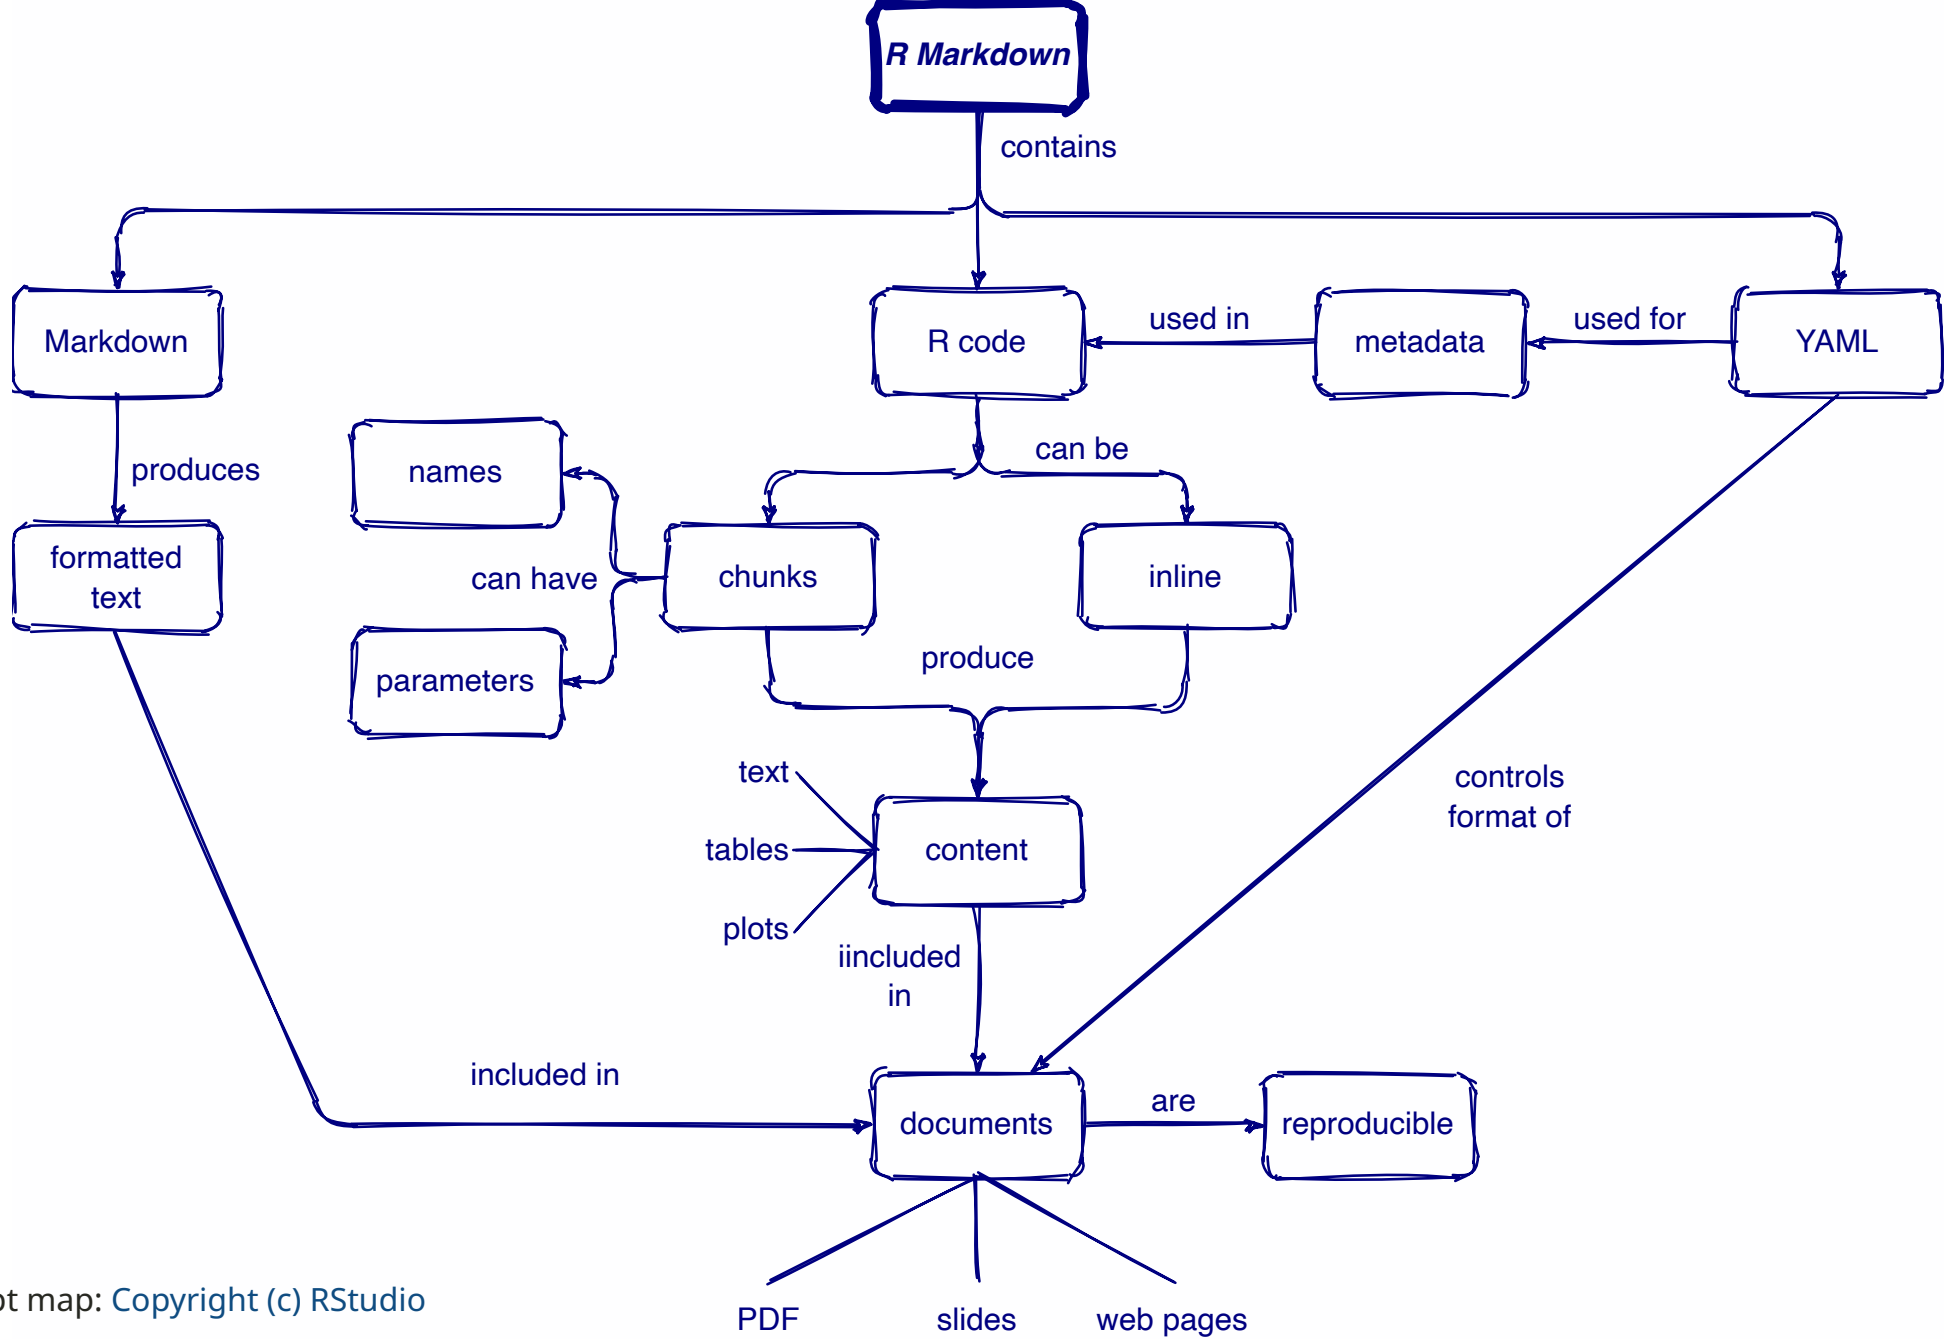 R Markdown
contains
Markdown
R code
used in
metadata
used for
YAML
produces
names
can be
formatted
text
can have
chunks
inline
parameters
produce
text
tables
plots
content
controls
format of
iincluded
in
included in
documents
are
reproducible
PDF
slides
web pages
pt map: Copyright (c) RStudio